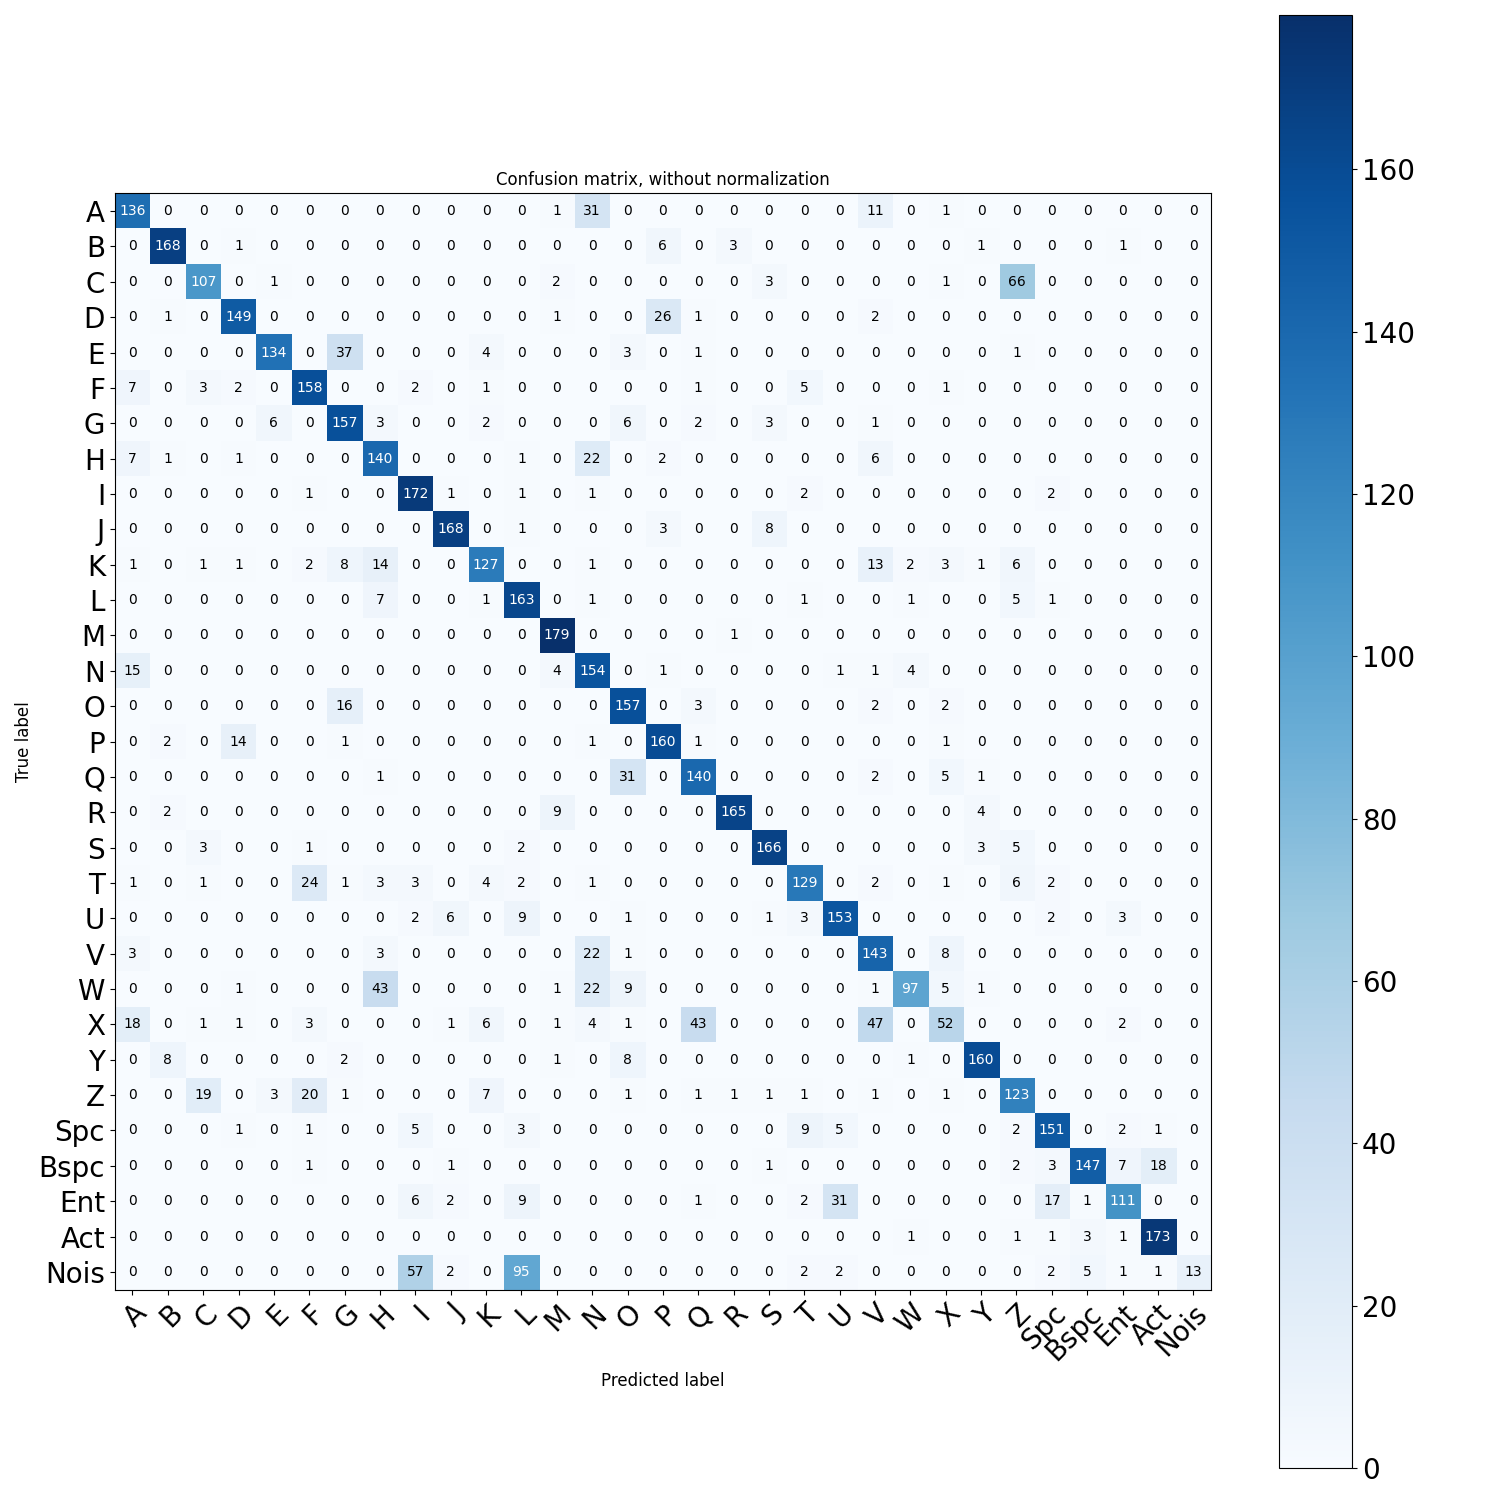 Confusion matrix, without normalization
True label
A 136 0 0 0 0 0 0 0 0 0 0 0 1 31 0 0 0 0 0 0 0 11 0 1 0 0 0 0 0 0 0
B 0 168 0 1 0 0 0 0 0 0 0 0 0 0 0 6 0 3 0 0 0 0 0 0 1 0 0 0 1 0 0
C 0 0 107 0 1 0 0 0 0 0 0 0 2 0 0 0 0 0 3 0 0 0 0 1 0 66 0 0 0 0 0
D 0 1 0 149 0 0 0 0 0 0 0 0 1 0 0 26 1 0 0 0 0 2 0 0 0 0 0 0 0 0 0
E 0 0 0 0 134 0 37 0 0 0 4 0 0 0 3 0 1 0 0 0 0 0 0 0 0 1 0 0 0 0 0
F 7 0 3 2 0 158 0 0 2 0 1 0 0 0 0 0 1 0 0 5 0 0 0 1 0 0 0 0 0 0 0
G 0 0 0 0 6 0 157 3 0 0 2 0 0 0 6 0 2 0 3 0 0 1 0 0 0 0 0 0 0 0 0
H 7 1 0 1 0 0 0 140 0 0 0 1 0 22 0 2 0 0 0 0 0 6 0 0 0 0 0 0 0 0 0
I 0 0 0 0 0 1 0 0 172 1 0 1 0 1 0 0 0 0 0 2 0 0 0 0 0 0 2 0 0 0 0
J 0 0 0 0 0 0 0 0 0 168 0 1 0 0 0 3 0 0 8 0 0 0 0 0 0 0 0 0 0 0 0
K 1 0 1 1 0 2 8 14 0 0 127 0 0 1 0 0 0 0 0 0 0 13 2 3 1 6 0 0 0 0 0
L 0 0 0 0 0 0 0 7 0 0 1 163 0 1 0 0 0 0 0 1 0 0 1 0 0 5 1 0 0 0 0
M 0 0 0 0 0 0 0 0 0 0 0 0 179 0 0 0 0 1 0 0 0 0 0 0 0 0 0 0 0 0 0
N 15 0 0 0 0 0 0 0 0 0 0 0 4 154 0 1 0 0 0 0 1 1 4 0 0 0 0 0 0 0 0
O 0 0 0 0 0 0 16 0 0 0 0 0 0 0 157 0 3 0 0 0 0 2 0 2 0 0 0 0 0 0 0
P 0 2 0 14 0 0 1 0 0 0 0 0 0 1 0 160 1 0 0 0 0 0 0 1 0 0 0 0 0 0 0
Q 0 0 0 0 0 0 0 1 0 0 0 0 0 0 31 0 140 0 0 0 0 2 0 5 1 0 0 0 0 0 0
R 0 2 0 0 0 0 0 0 0 0 0 0 9 0 0 0 0 165 0 0 0 0 0 0 4 0 0 0 0 0 0
S 0 0 3 0 0 1 0 0 0 0 0 2 0 0 0 0 0 0 166 0 0 0 0 0 3 5 0 0 0 0 0
T 1 0 1 0 0 24 1 3 3 0 4 2 0 1 0 0 0 0 0 129 0 2 0 1 0 6 2 0 0 0 0
U 0 0 0 0 0 0 0 0 2 6 0 9 0 0 1 0 0 0 1 3 153 0 0 0 0 0 2 0 3 0 0
V 3 0 0 0 0 0 0 3 0 0 0 0 0 22 1 0 0 0 0 0 0 143 0 8 0 0 0 0 0 0 0
W 0 0 0 1 0 0 0 43 0 0 0 0 1 22 9 0 0 0 0 0 0 1 97 5 1 0 0 0 0 0 0
X 18 0 1 1 0 3 0 0 0 1 6 0 1 4 1 0 43 0 0 0 0 47 0 52 0 0 0 0 2 0 0
Y 0 8 0 0 0 0 2 0 0 0 0 0 1 0 8 0 0 0 0 0 0 0 1 0 160 0 0 0 0 0 0
Z 0 0 19 0 3 20 1 0 0 0 7 0 0 0 1 0 1 1 1 1 0 1 0 1 0 123 0 0 0 0 0
Spc 0 0 0 1 0 1 0 0 5 0 0 3 0 0 0 0 0 0 0 9 5 0 0 0 0 2 151 0 2 1 0
Bspc 0 0 0 0 0 1 0 0 0 1 0 0 0 0 0 0 0 0 1 0 0 0 0 0 0 2 3 147 7 18 0
Ent 0 0 0 0 0 0 0 0 6 2 0 9 0 0 0 0 1 0 0 2 31 0 0 0 0 0 17 1 111 0 0
Act 0 0 0 0 0 0 0 0 0 0 0 0 0 0 0 0 0 0 0 0 0 0 1 0 0 1 1 3 1 173 0
Nois 0 0 0 0 0 0 0 0 57 2 0 95 0 0 0 0 0 0 0 2 2 0 0 0 0 0 2 5 1 1 13
A B C D E F G H I J K L M N O P Q R S T U V W X Y Z Spc Bspc Ent Act Nois
Predicted label
160
140
120
100
80
60
40
20
0